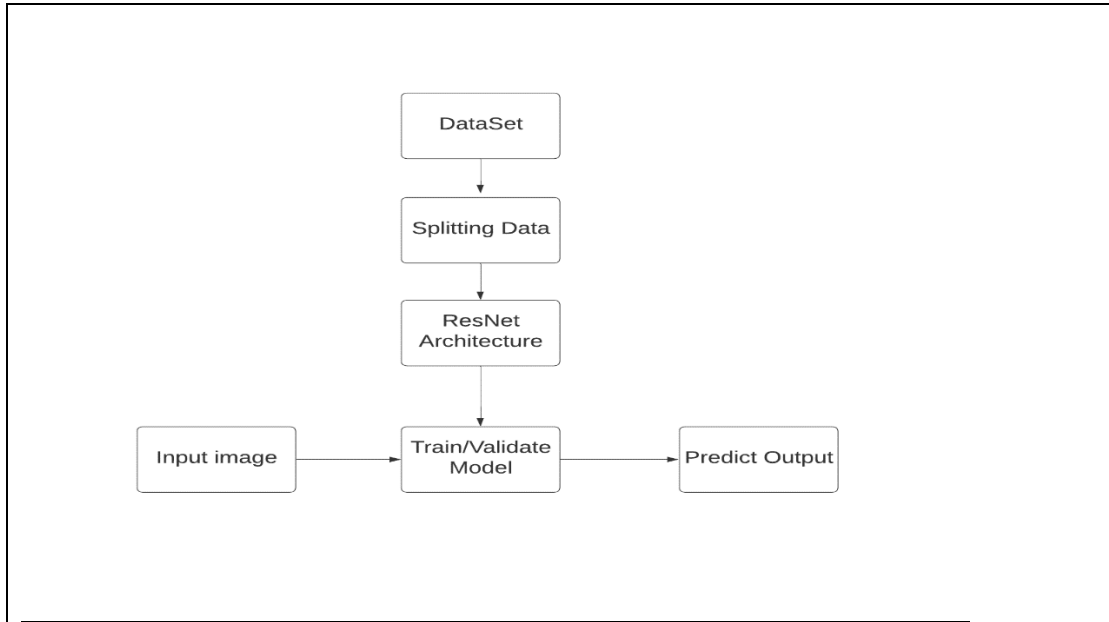 DataSet
Splitting Data
ResNet
Architecture
Input image
Train/Validate
Model
Predict Output